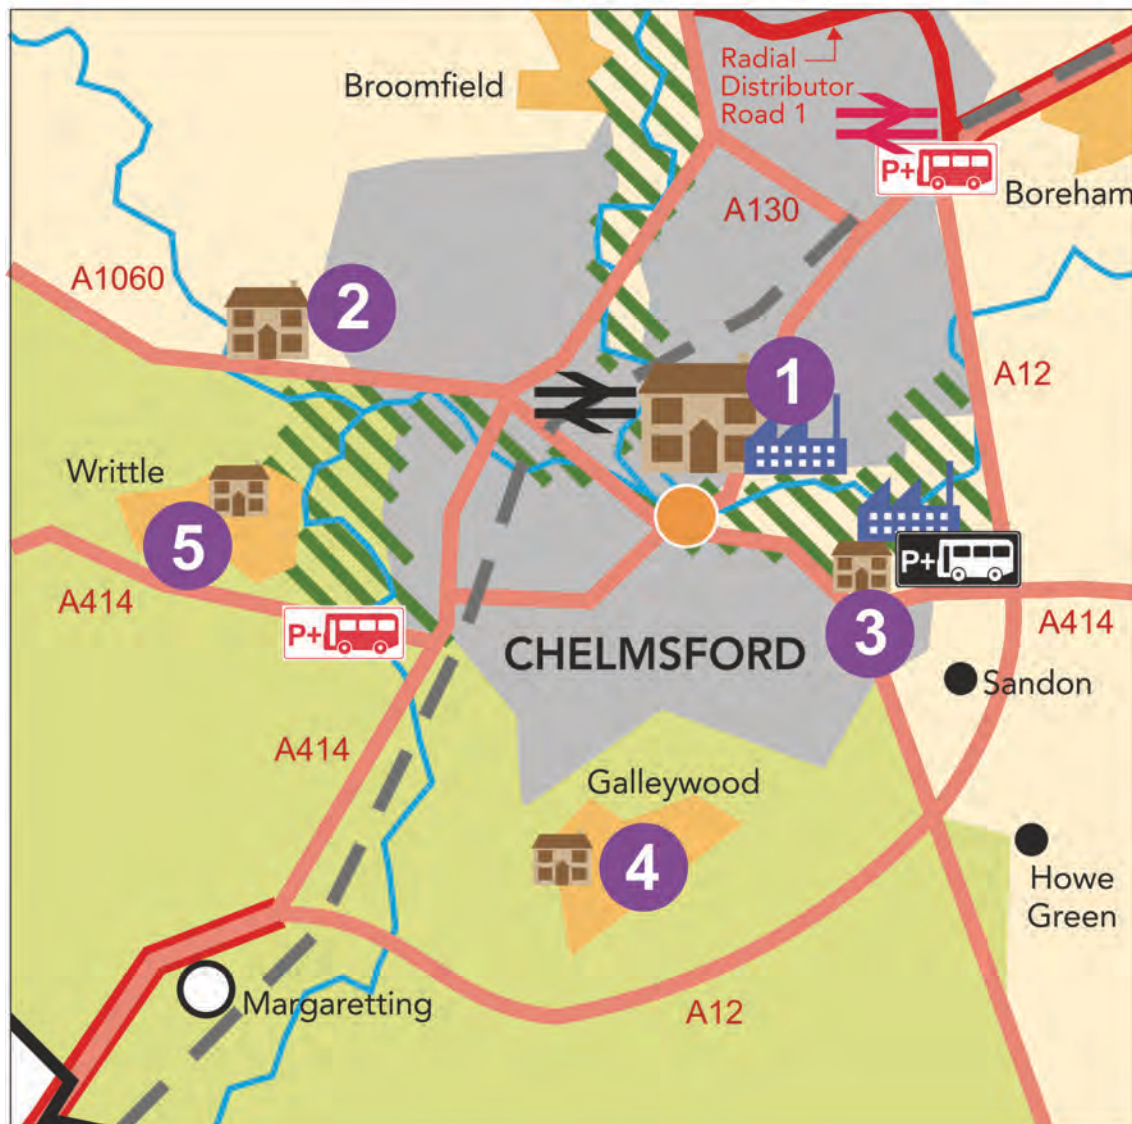 Radial
Distributor
Road 1
Broomfield
P+
Boreham
A130
A1060
2
1
A12
Writtle
5
P+
A414
P+
3
A414
CHELMSFORD
Sandon
A414
Galleywood
4
Howe
Green
Margaretting
A12